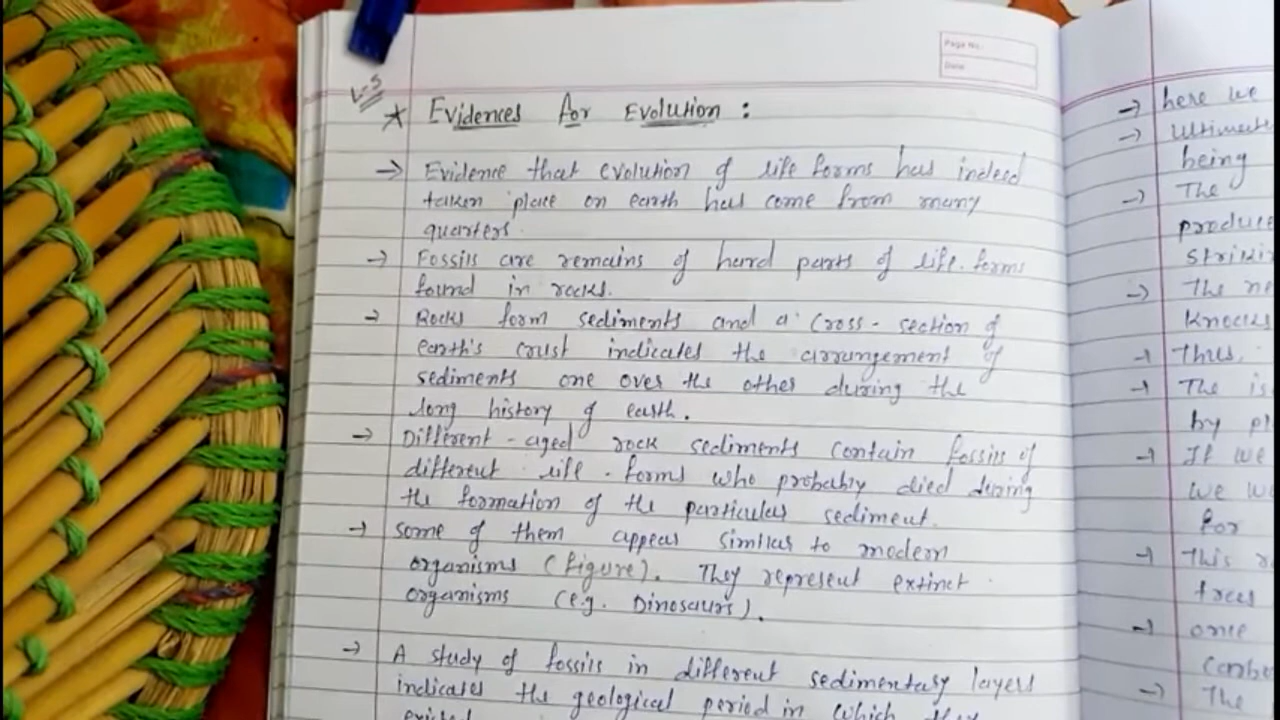 Page No.:
Date
L-5
* Evidences for Evolution :
→ Evidence that evolution of life forms has indeed
taken place on earth has come from many
quarters.
→ Fossils are remains of hard parts of life-forms
found in rocks.
→ Rocks form sediments and a cross-section of
earth's crust indicates the arrangement of
sediments one over the other during the
long history of earth.
→ Different-aged rock sediments contain fossils of
different life-forms who probably died during
the formation of the particular sediment.
→ some of them appear similar to modern
organisms (figure). They represent extinct
organisms (e.g. Dinosaurs).
→ A study of fossils in different sedimentary layers
indicates the geological period in which they
existed
→ here we
→ Ultimate
being
→ The
produce
→ The
knocks
→ Thus,
→ The is
by pl
→ If we
we w
for
→ This
trees
→ once
→ The